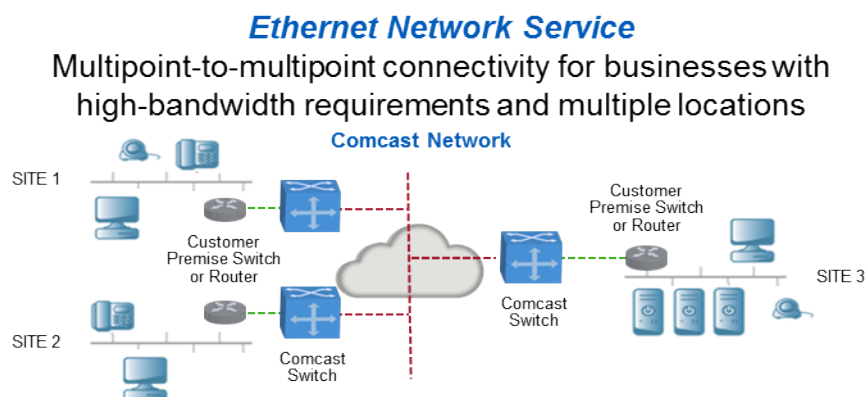 Ethernet Network Service
Multipoint-to-multipoint connectivity for businesses with
high-bandwidth requirements and multiple locations
Comcast Network
SITE 1
Customer
Premise Switch
or Router
Customer
Premise Switch
or Router
SITE 3
Comcast
Switch
SITE 2
Comcast
Switch